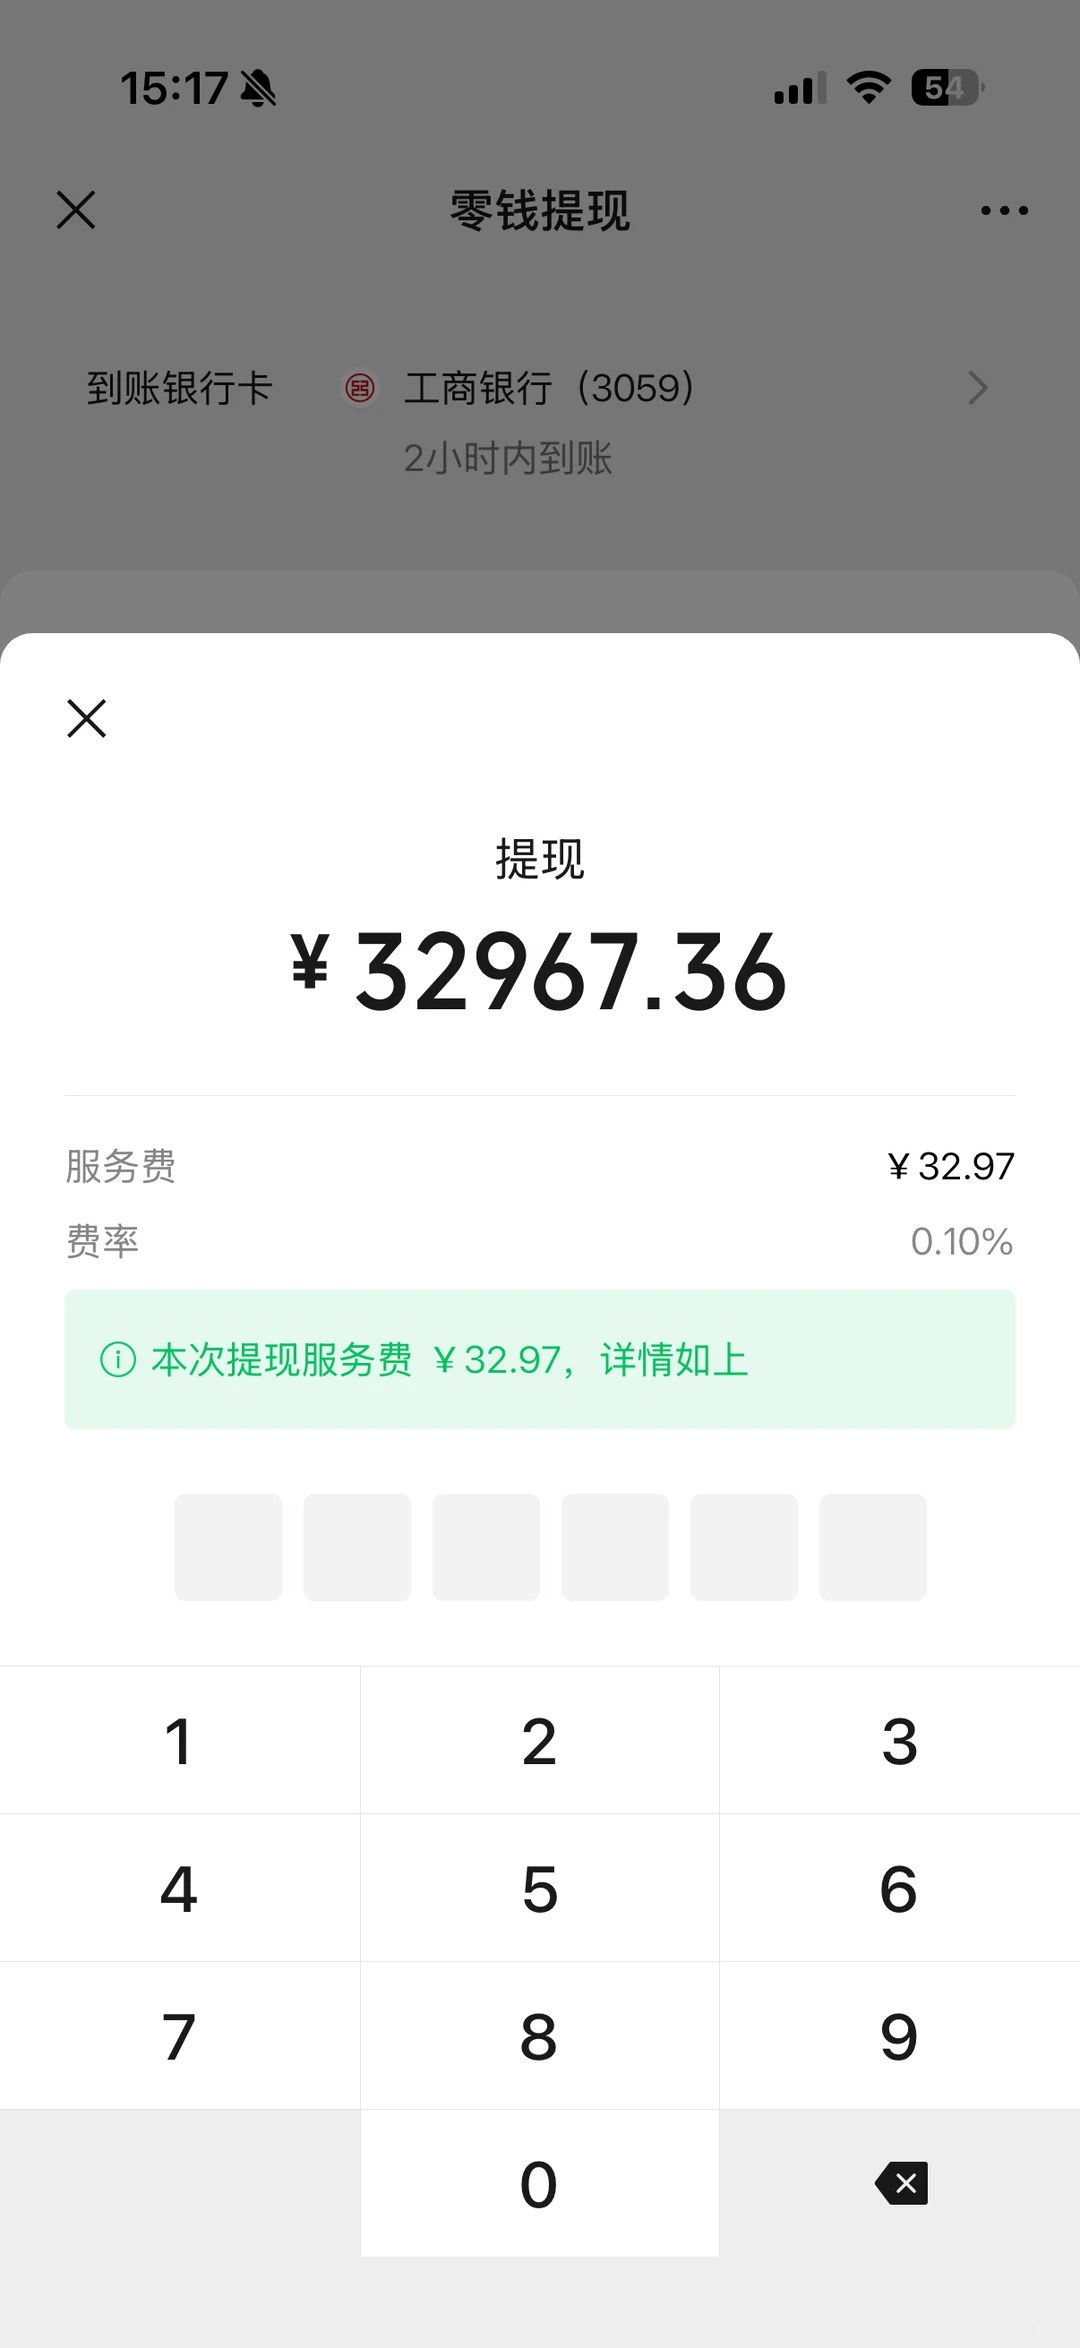 15:17
54
零钱提现
到账银行卡 工商银行（3059）
2小时内到账
提现
¥ 32967.36
服务费 ¥ 32.97
费率 0.10%
本次提现服务费 ¥ 32.97，详情如上
1 2 3
4 5 6
7 8 9
0